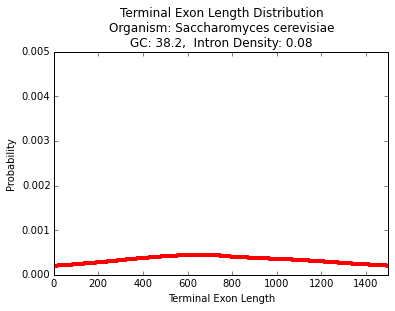 Terminal Exon Length Distribution
Organism: Saccharomyces cerevisiae
GC: 38.2,  Intron Density: 0.08
0.005
0.004
0.003
0.002
0.001
0.000
Probability
0 200 400 600 800 1000 1200 1400
Terminal Exon Length